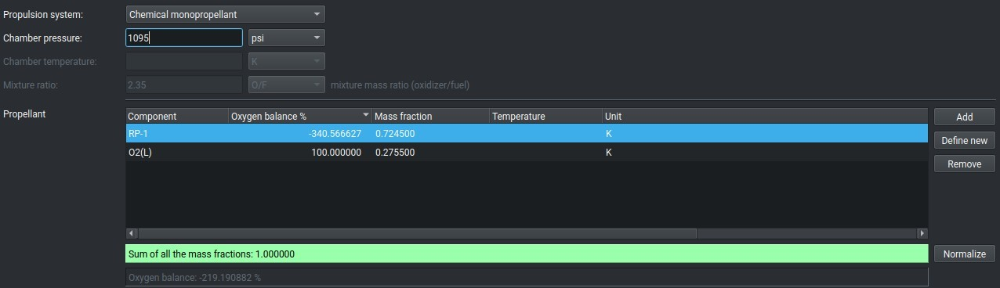 Propulsion system: Chemical monopropellant
Chamber pressure: 1095 psi
Chamber temperature: K
Mixture ratio: 2.35 O/F mixture mass ratio (oxidizer/fuel)
Propellant
Component Oxygen balance % Mass fraction Temperature Unit
RP-1 -340.566627 0.724500 K
O2(L) 100.000000 0.275500 K
Add
Define new
Remove
Sum of all the mass fractions: 1.000000
Normalize
Oxygen balance: -219.190882 %